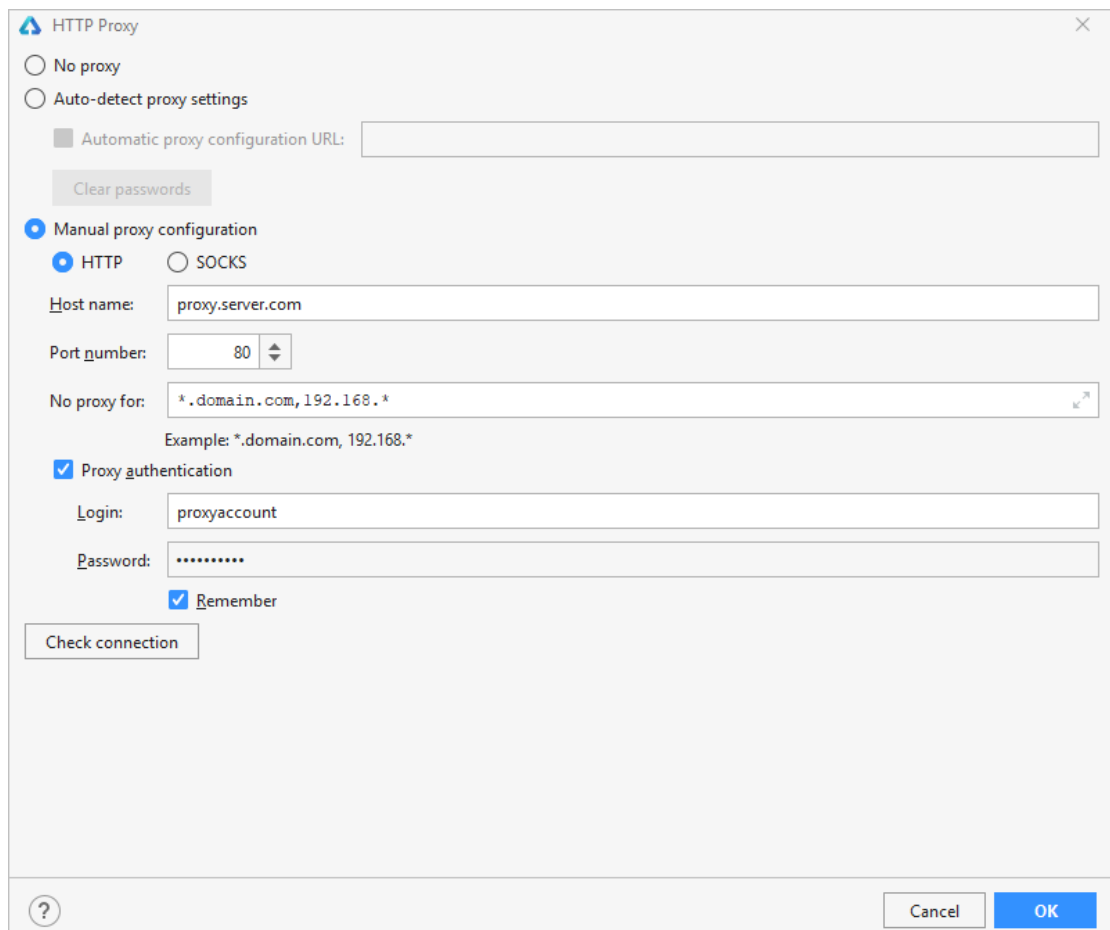 HTTP Proxy
No proxy
Auto-detect proxy settings
Automatic proxy configuration URL:
Clear passwords
Manual proxy configuration
HTTP SOCKS
Host name: proxy.server.com
Port number: 80
No proxy for: *.domain.com,192.168.*
Example: *.domain.com, 192.168.*
Proxy authentication
Login: proxyaccount
Password: ••••••••••
Remember
Check connection
? Cancel OK